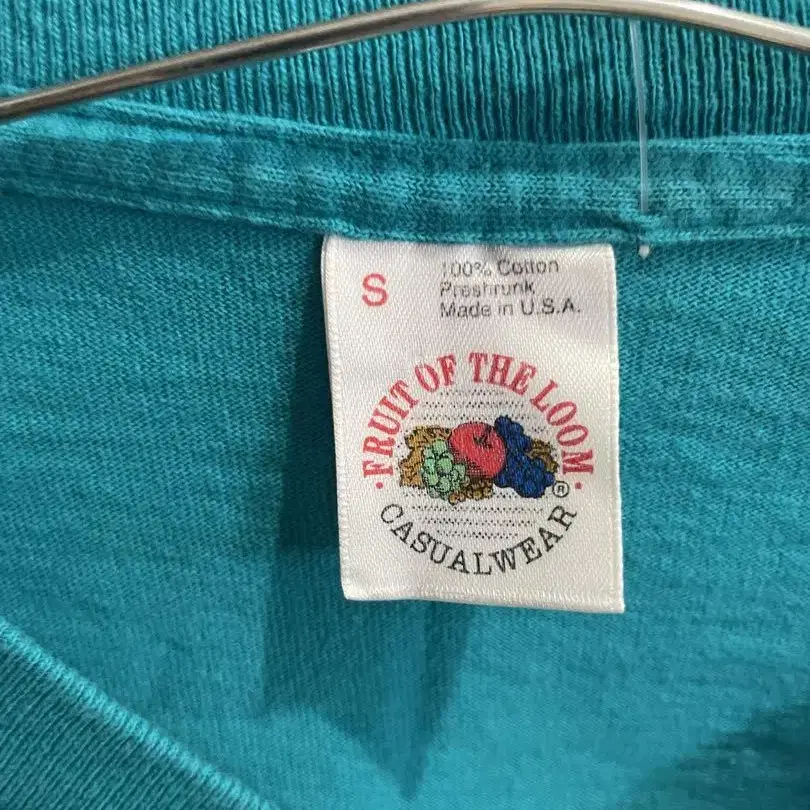 S
100% Cotton
Preshrunk
Made in U.S.A.
·FRUIT OF THE LOOM·
®
CASUALWEAR